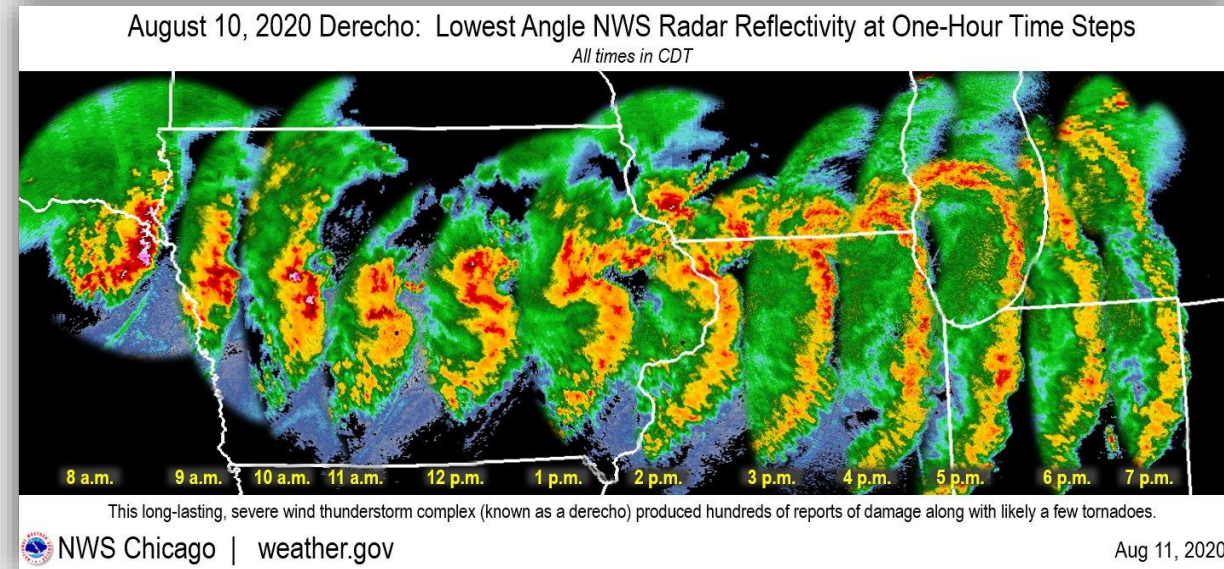 August 10, 2020 Derecho: Lowest Angle NWS Radar Reflectivity at One-Hour Time Steps
All times in CDT
8 a.m. 9 a.m. 10 a.m. 11 a.m. 12 p.m. 1 p.m. 2 p.m. 3 p.m. 4 p.m. 5 p.m. 6 p.m. 7 p.m.
This long-lasting, severe wind thunderstorm complex (known as a derecho) produced hundreds of reports of damage along with likely a few tornadoes.
NWS Chicago | weather.gov Aug 11, 2020